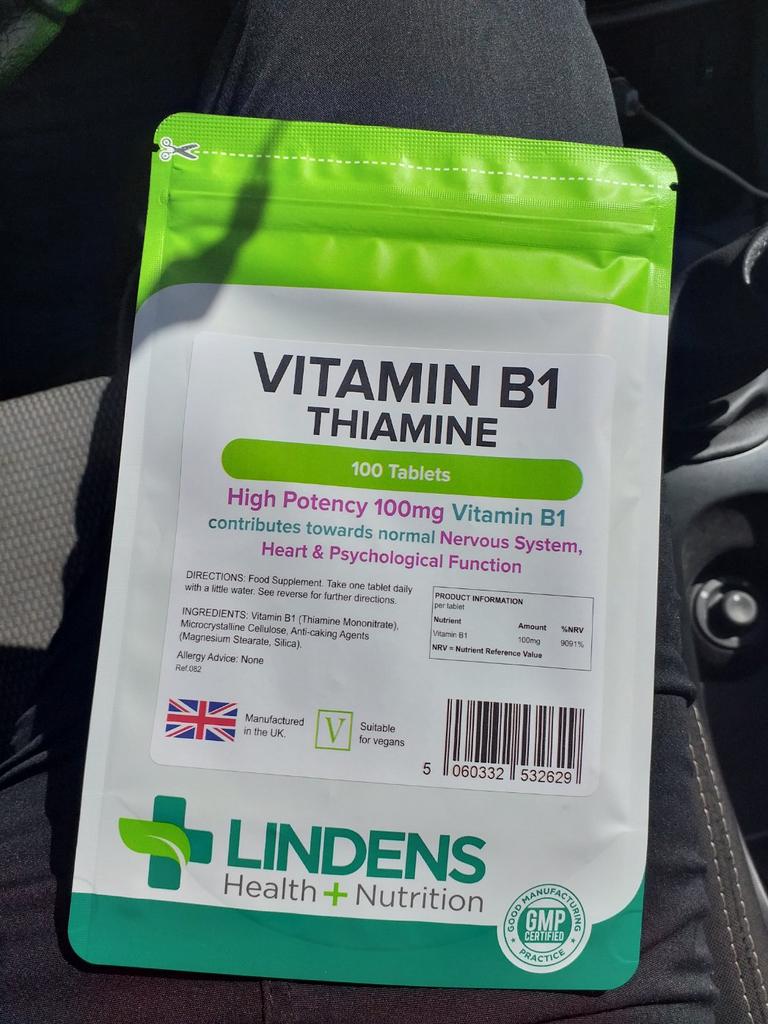 VITAMIN B1
THIAMINE
100 Tablets
High Potency 100mg Vitamin B1
contributes towards normal Nervous System,
Heart & Psychological Function
DIRECTIONS: Food Supplement. Take one tablet daily
with a little water. See reverse for further directions.
INGREDIENTS: Vitamin B1 (Thiamine Mononitrate),
Microcrystalline Cellulose, Anti-caking Agents
(Magnesium Stearate, Silica).
Allergy Advice: None
Ref.082
PRODUCT INFORMATION
per tablet
Nutrient Amount %NRV
Vitamin B1 100mg 9091%
NRV = Nutrient Reference Value
Manufactured
in the UK.
V
Suitable
for vegans
5 060332 532629
LINDENS
Health + Nutrition
GOOD MANUFACTURING
GMP
CERTIFIED
PRACTICE